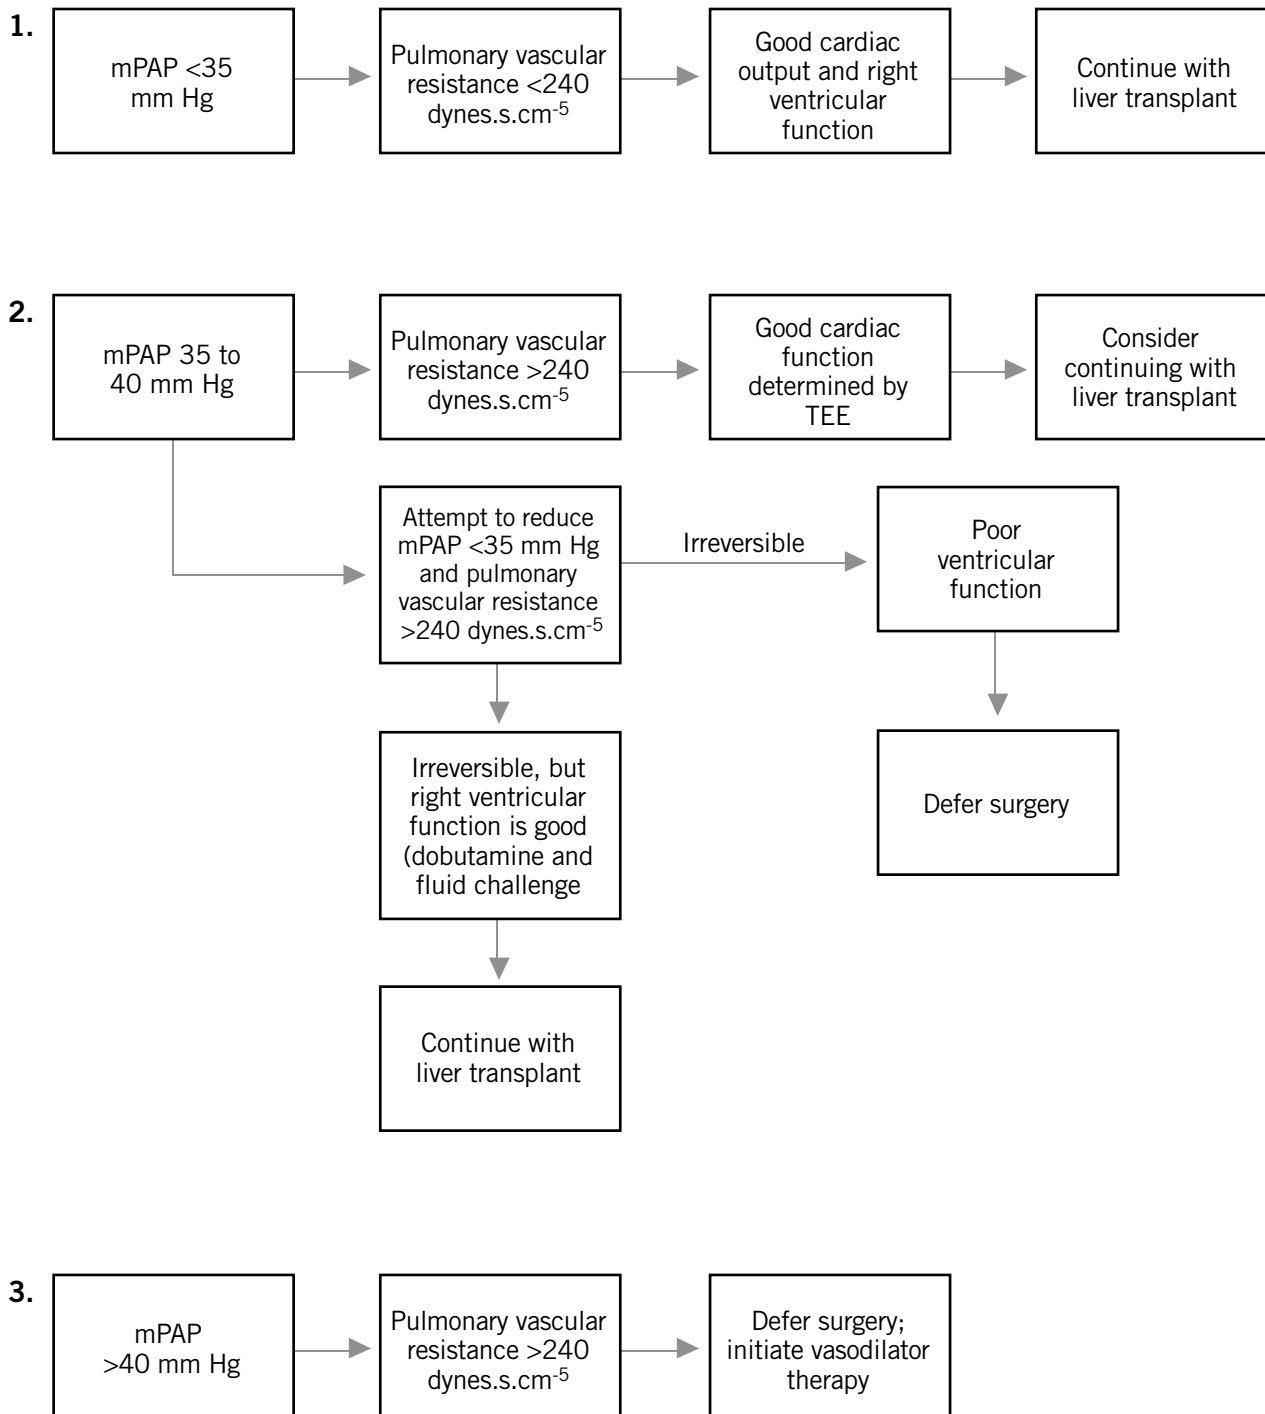 1.
mPAP <35
mm Hg
Pulmonary vascular
resistance <240
dynes.s.cm-5
Good cardiac
output and right
ventricular
function
Continue with
liver transplant
2.
mPAP 35 to
40 mm Hg
Pulmonary vascular
resistance >240
dynes.s.cm-5
Good cardiac
function
determined by
TEE
Consider
continuing with
liver transplant
Attempt to reduce
mPAP <35 mm Hg
and pulmonary
vascular resistance
>240 dynes.s.cm-5
Irreversible
Poor
ventricular
function
Irreversible, but
right ventricular
function is good
(dobutamine and
fluid challenge
Defer surgery
Continue with
liver transplant
3.
mPAP
>40 mm Hg
Pulmonary vascular
resistance >240
dynes.s.cm-5
Defer surgery;
initiate vasodilator
therapy